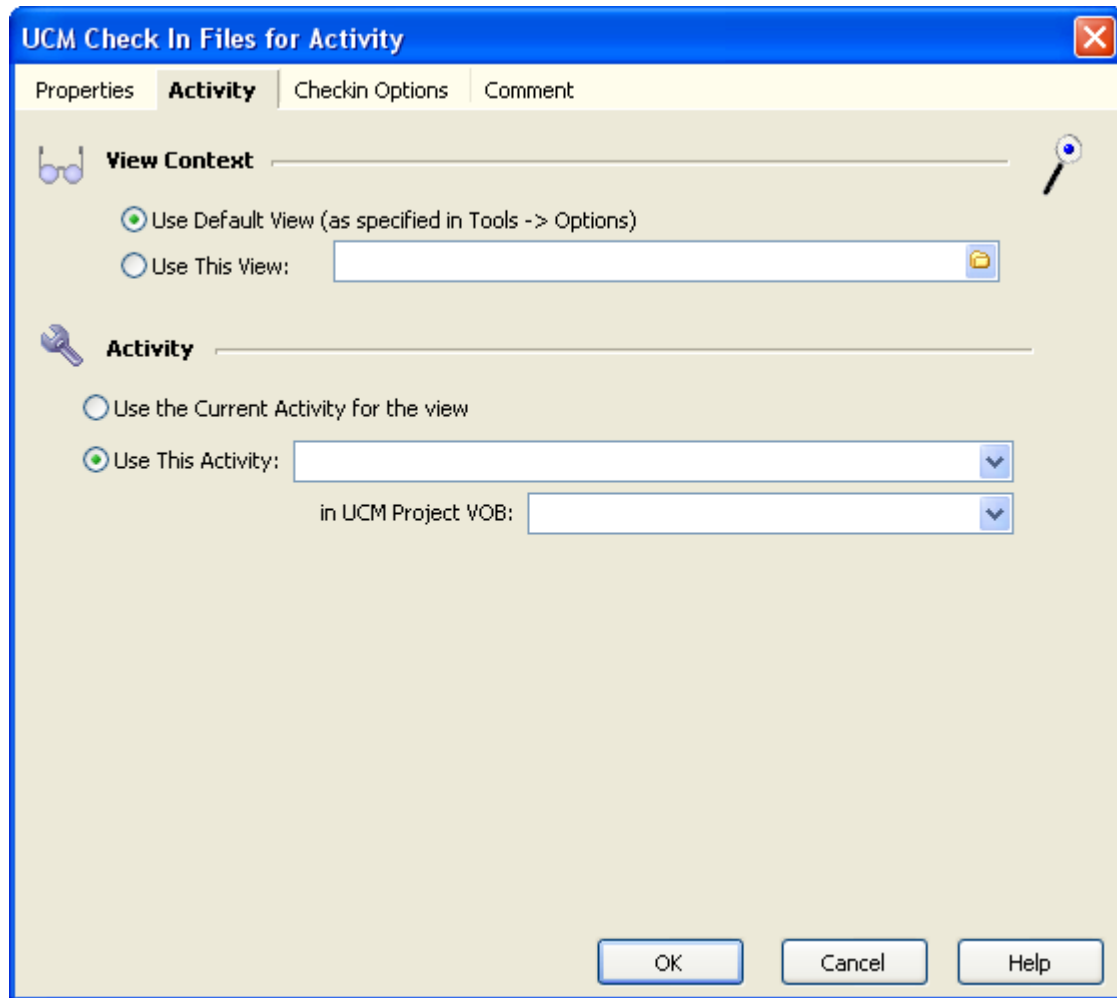 UCM Check In Files for Activity
Properties Activity Checkin Options Comment
View Context
Use Default View (as specified in Tools -> Options)
Use This View:
Activity
Use the Current Activity for the view
Use This Activity:
in UCM Project VOB:
OK Cancel Help